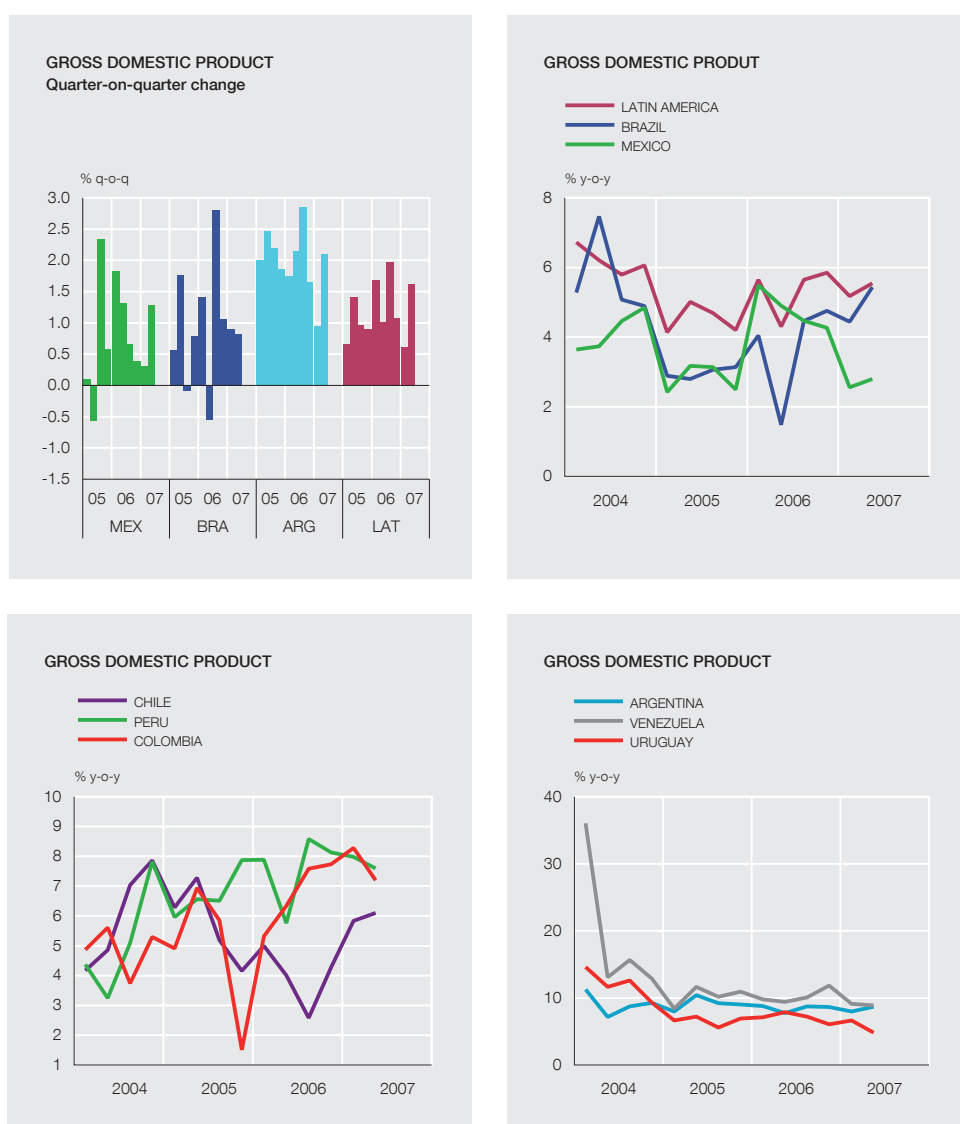 GROSS DOMESTIC PRODUCT
Quarter-on-quarter change
% q-o-q
3.0
2.5
2.0
1.5
1.0
0.5
0.0
-0.5
-1.0
-1.5
05 06 07 05 06 07 05 06 07 05 06 07
MEX BRA ARG LAT
GROSS DOMESTIC PRODUT
LATIN AMERICA
BRAZIL
MEXICO
% y-o-y
8
6
4
2
0
2004 2005 2006 2007
GROSS DOMESTIC PRODUCT
CHILE
PERU
COLOMBIA
% y-o-y
10
9
8
7
6
5
4
3
2
1
2004 2005 2006 2007
GROSS DOMESTIC PRODUCT
ARGENTINA
VENEZUELA
URUGUAY
% y-o-y
40
30
20
10
0
2004 2005 2006 2007